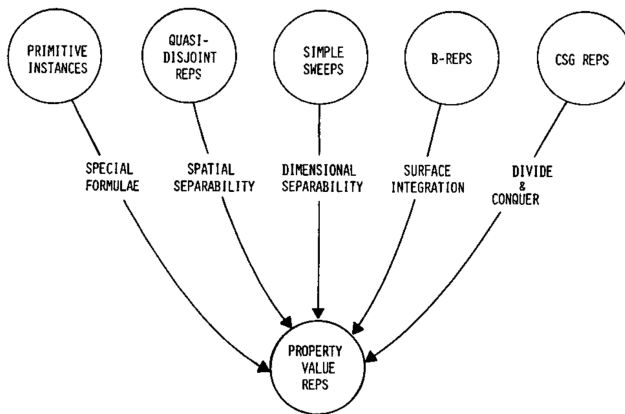 PRIMITIVE
INSTANCES
QUASI-
DISJOINT
REPS
SIMPLE
SWEEPS
B-REPS
CSG REPS
SPECIAL
FORMULAE
SPATIAL
SEPARABILITY
DIMENSIONAL
SEPARABILITY
SURFACE
INTEGRATION
DIVIDE
&
CONQUER
PROPERTY
VALUE
REPS